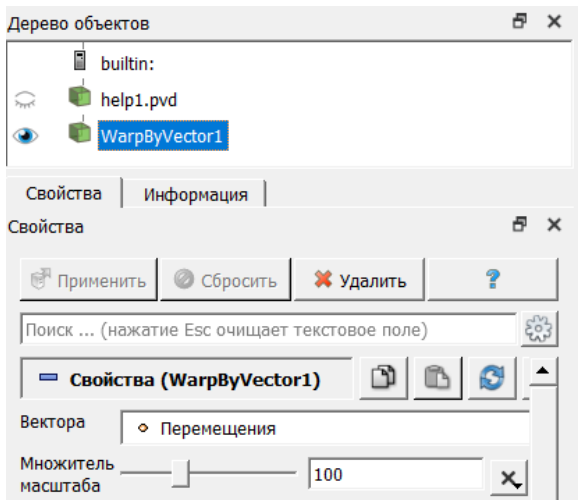 Дерево объектов
builtin:
help1.pvd
WarpByVector1
Свойства Информация
Свойства
Применить Сбросить Удалить ?
Поиск ... (нажатие Esc очищает текстовое поле)
Свойства (WarpByVector1)
Вектора Перемещения
Множитель
масштаба 100